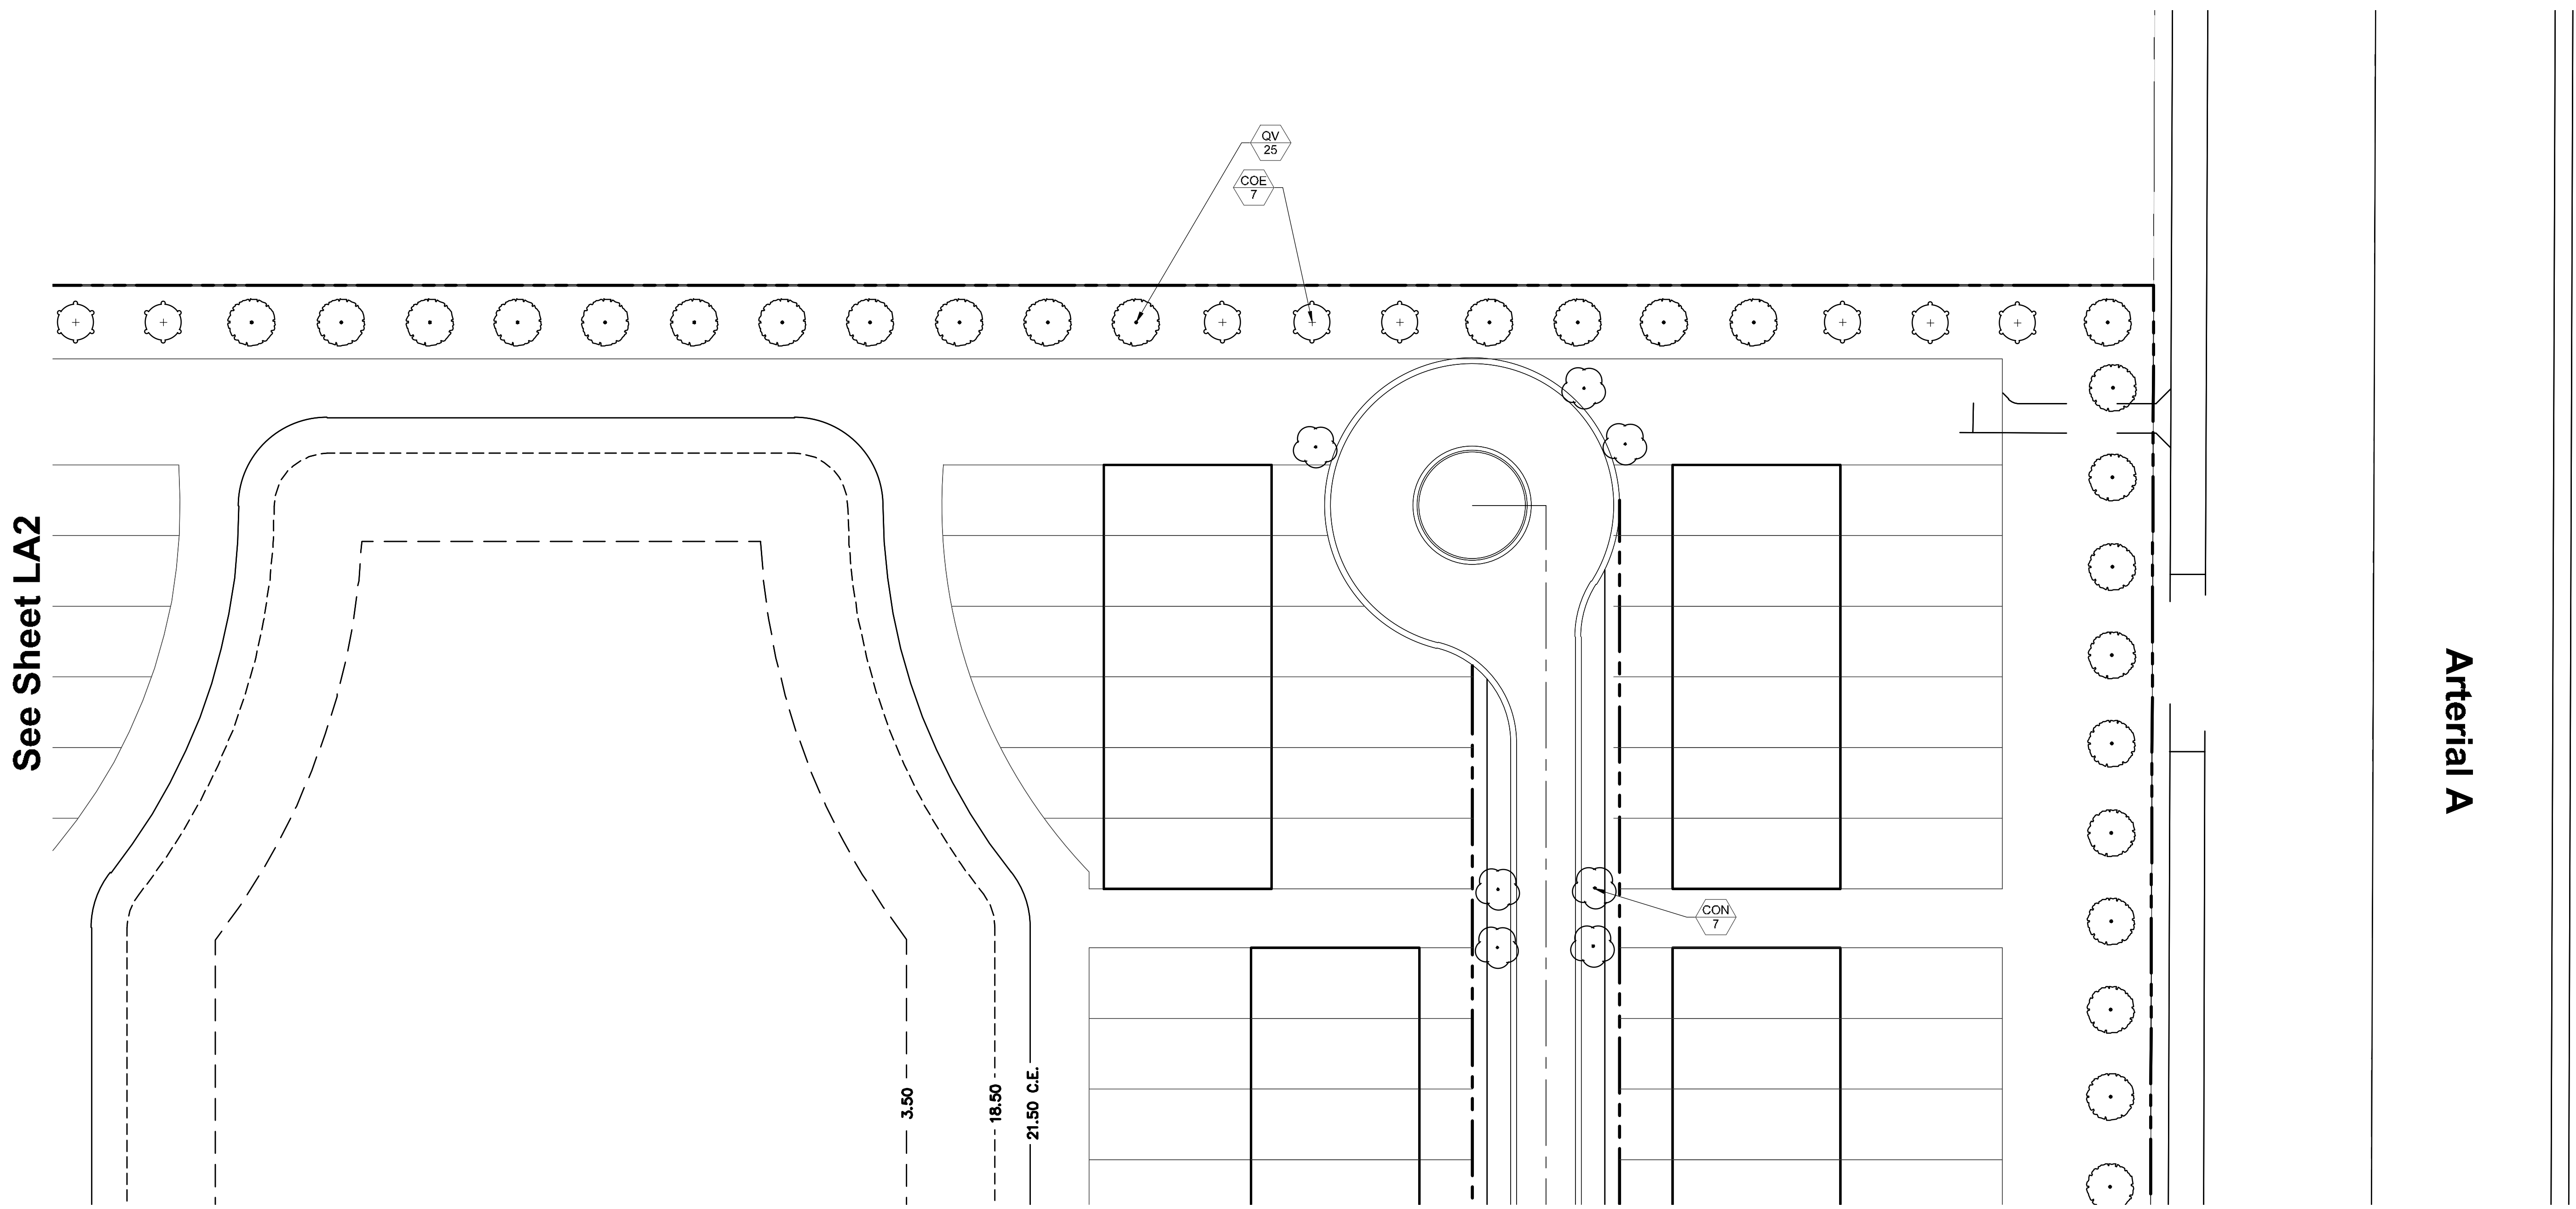 QV
25
COE
7
See Sheet LA2
Arterial A
CON
7
3.50
18.50
21.50 C.E.